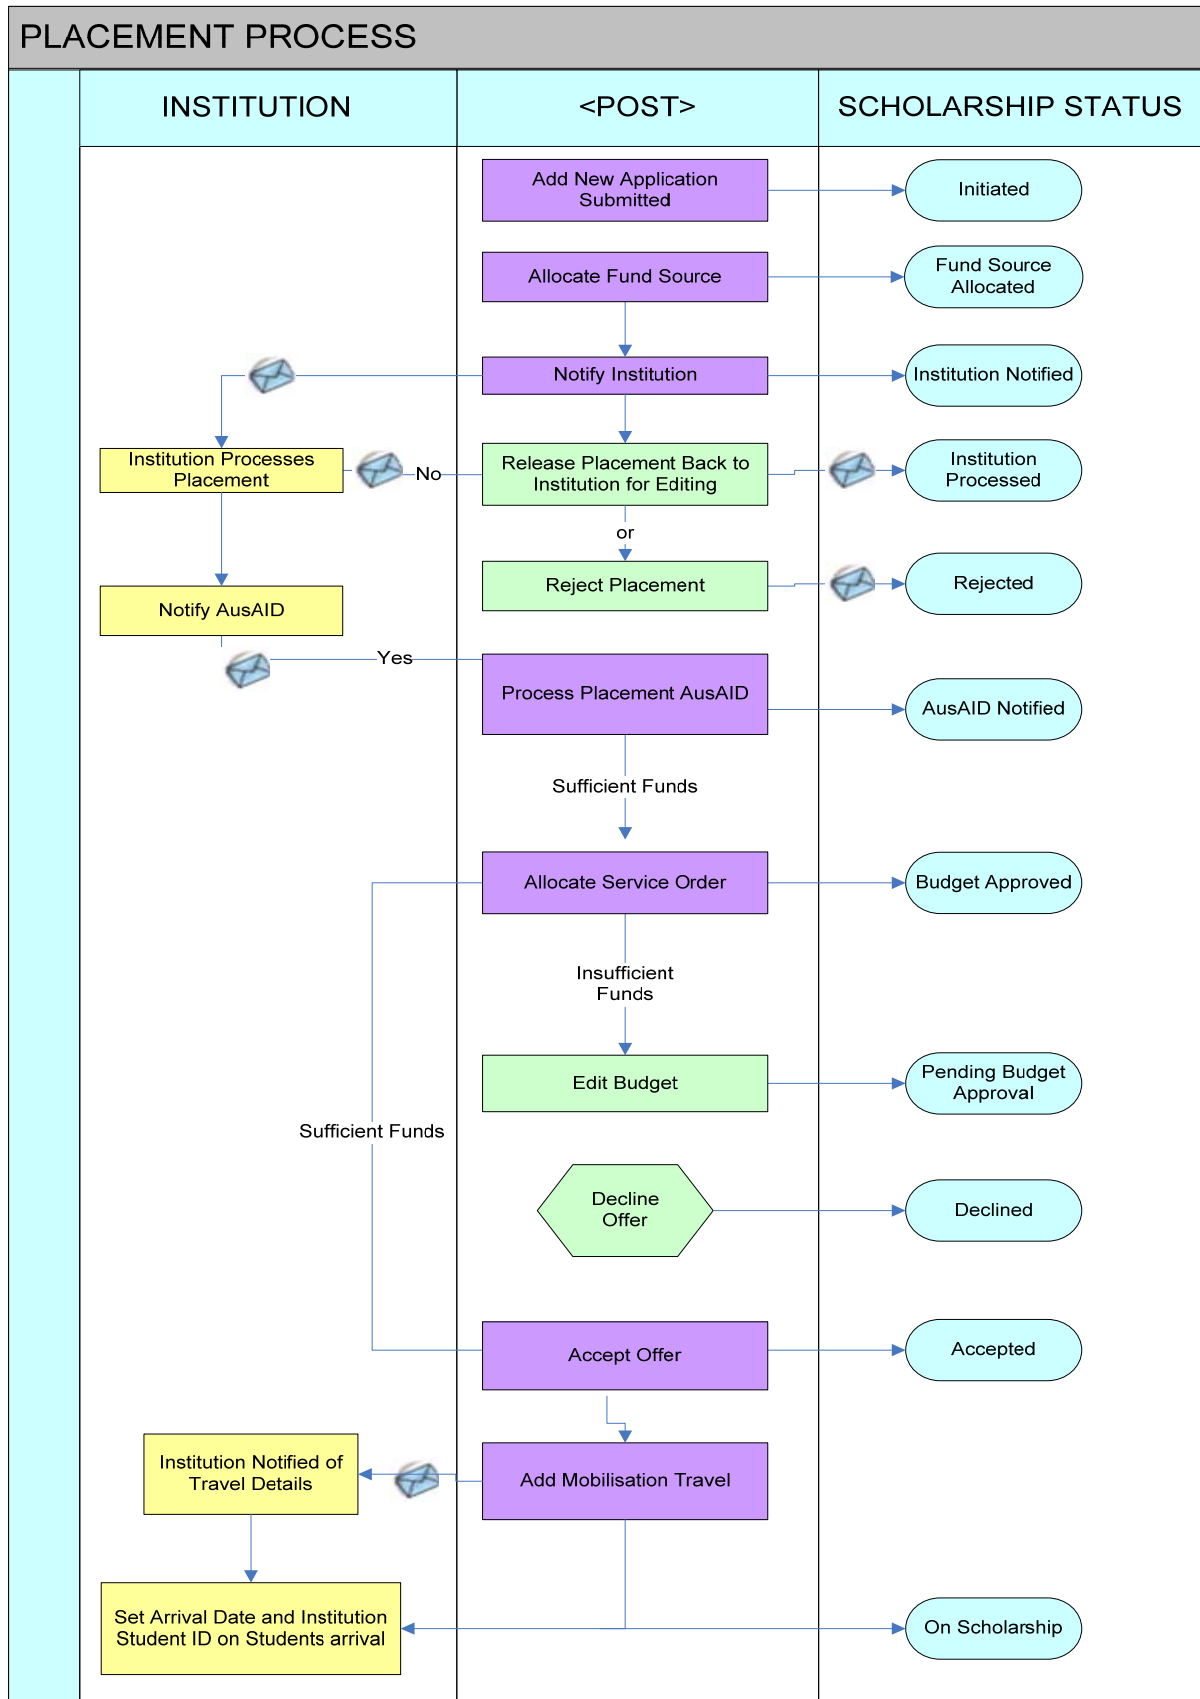 PLACEMENT PROCESS
INSTITUTION
<POST>
SCHOLARSHIP STATUS
Add New Application
Submitted
Initiated
Allocate Fund Source
Fund Source
Allocated
Notify Institution
Institution Notified
Institution Processes
Placement
No
Release Placement Back to
Institution for Editing
Institution
Processed
or
Reject Placement
Rejected
Notify AusAID
Yes
Process Placement AusAID
AusAID Notified
Sufficient Funds
Allocate Service Order
Budget Approved
Insufficient
Funds
Edit Budget
Pending Budget
Approval
Sufficient Funds
Decline
Offer
Declined
Accept Offer
Accepted
Institution Notified of
Travel Details
Add Mobilisation Travel
Set Arrival Date and Institution
Student ID on Students arrival
On Scholarship